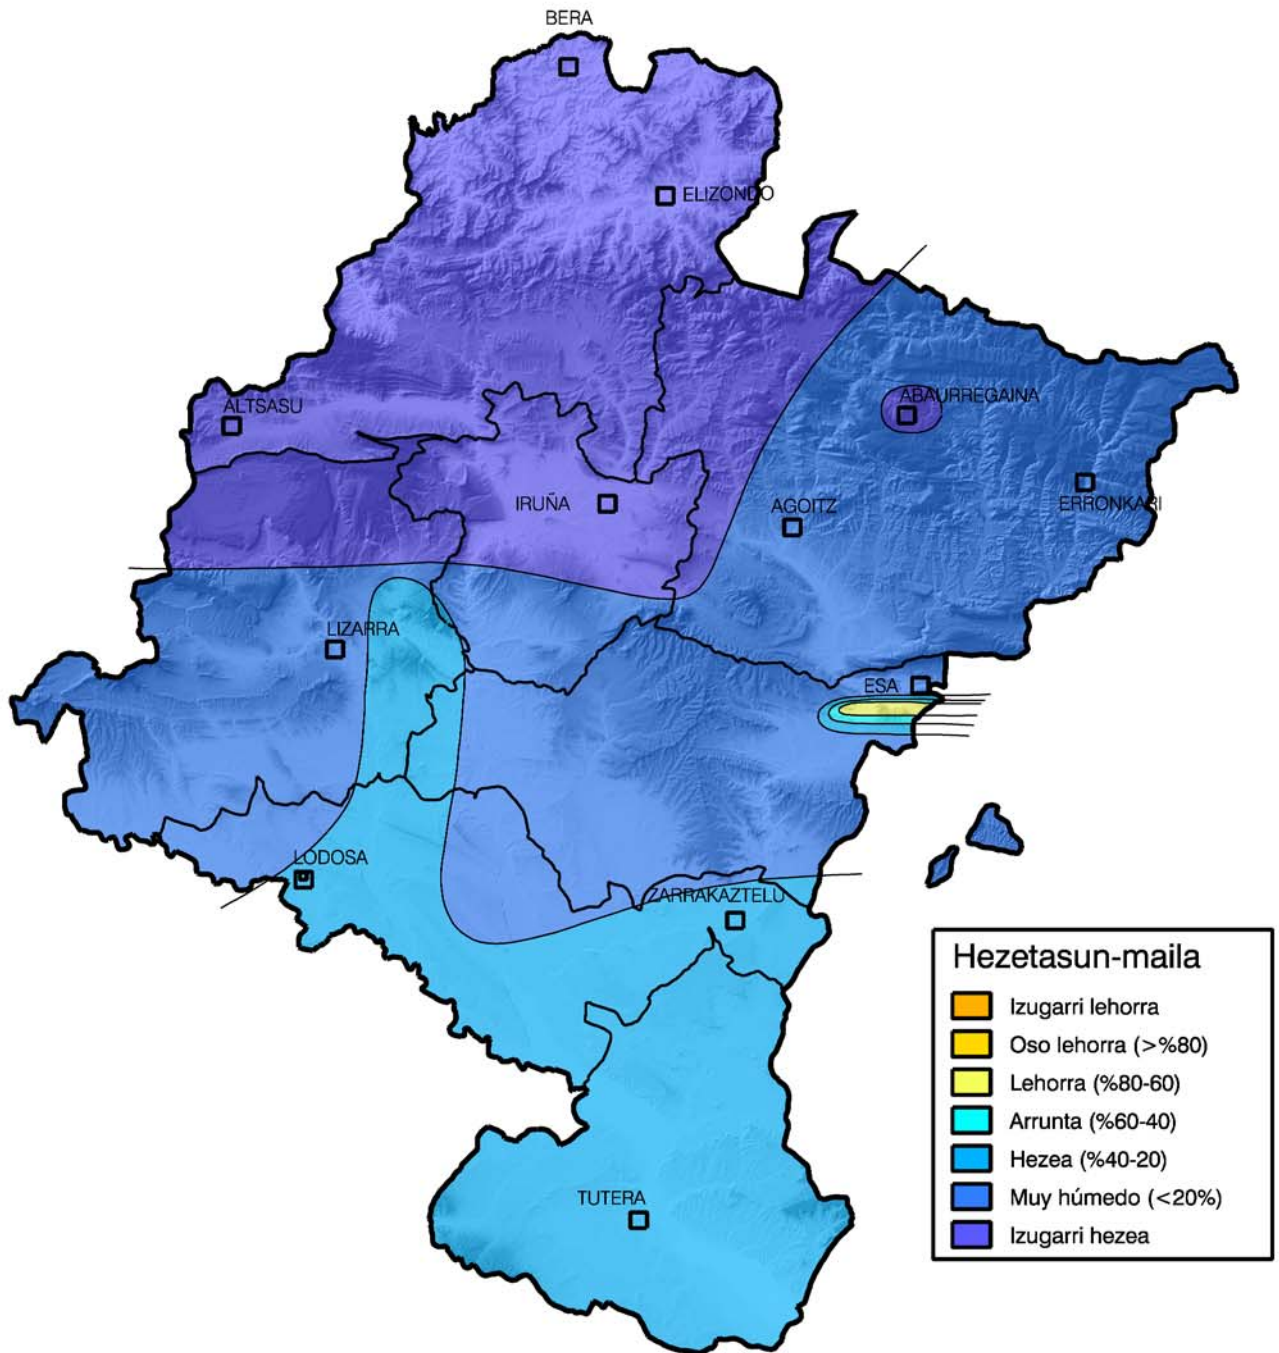 BERA
ELIZONDO
ALTSASU
ABAURREGAINA
IRUÑA
AGOITZ
ERRONKARI
LIZARRA
ESA
LODOSA
ZARRAKAZTELU
TUTERA
Hezetasun-maila
Izugarri lehorra
Oso lehorra (>%80)
Lehorra (%80-60)
Arrunta (%60-40)
Hezea (%40-20)
Muy húmedo (<20%)
Izugarri hezea